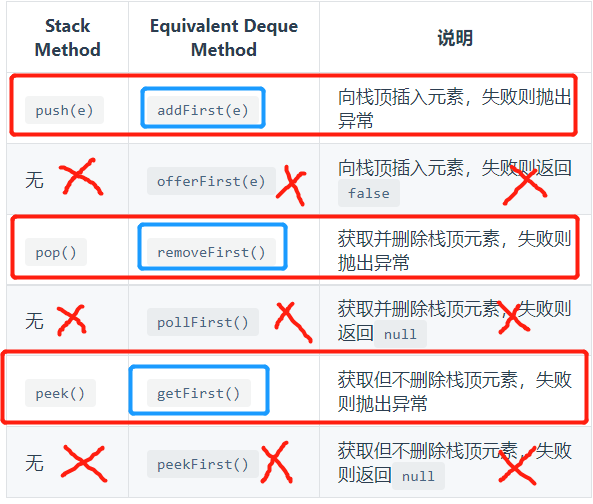 Stack Method
Equivalent Deque Method
说明
push(e)
addFirst(e)
向栈顶插入元素，失败则抛出
异常
无
offerFirst(e)
向栈顶插入元素，失败则返回
false
pop()
removeFirst()
获取并删除栈顶元素，失败则
抛出异常
无
pollFirst()
获取并删除栈顶元素，失败则
返回 null
peek()
getFirst()
获取但不删除栈顶元素，失败
则抛出异常
无
peekFirst()
获取但不删除栈顶元素，失败
则返回 null